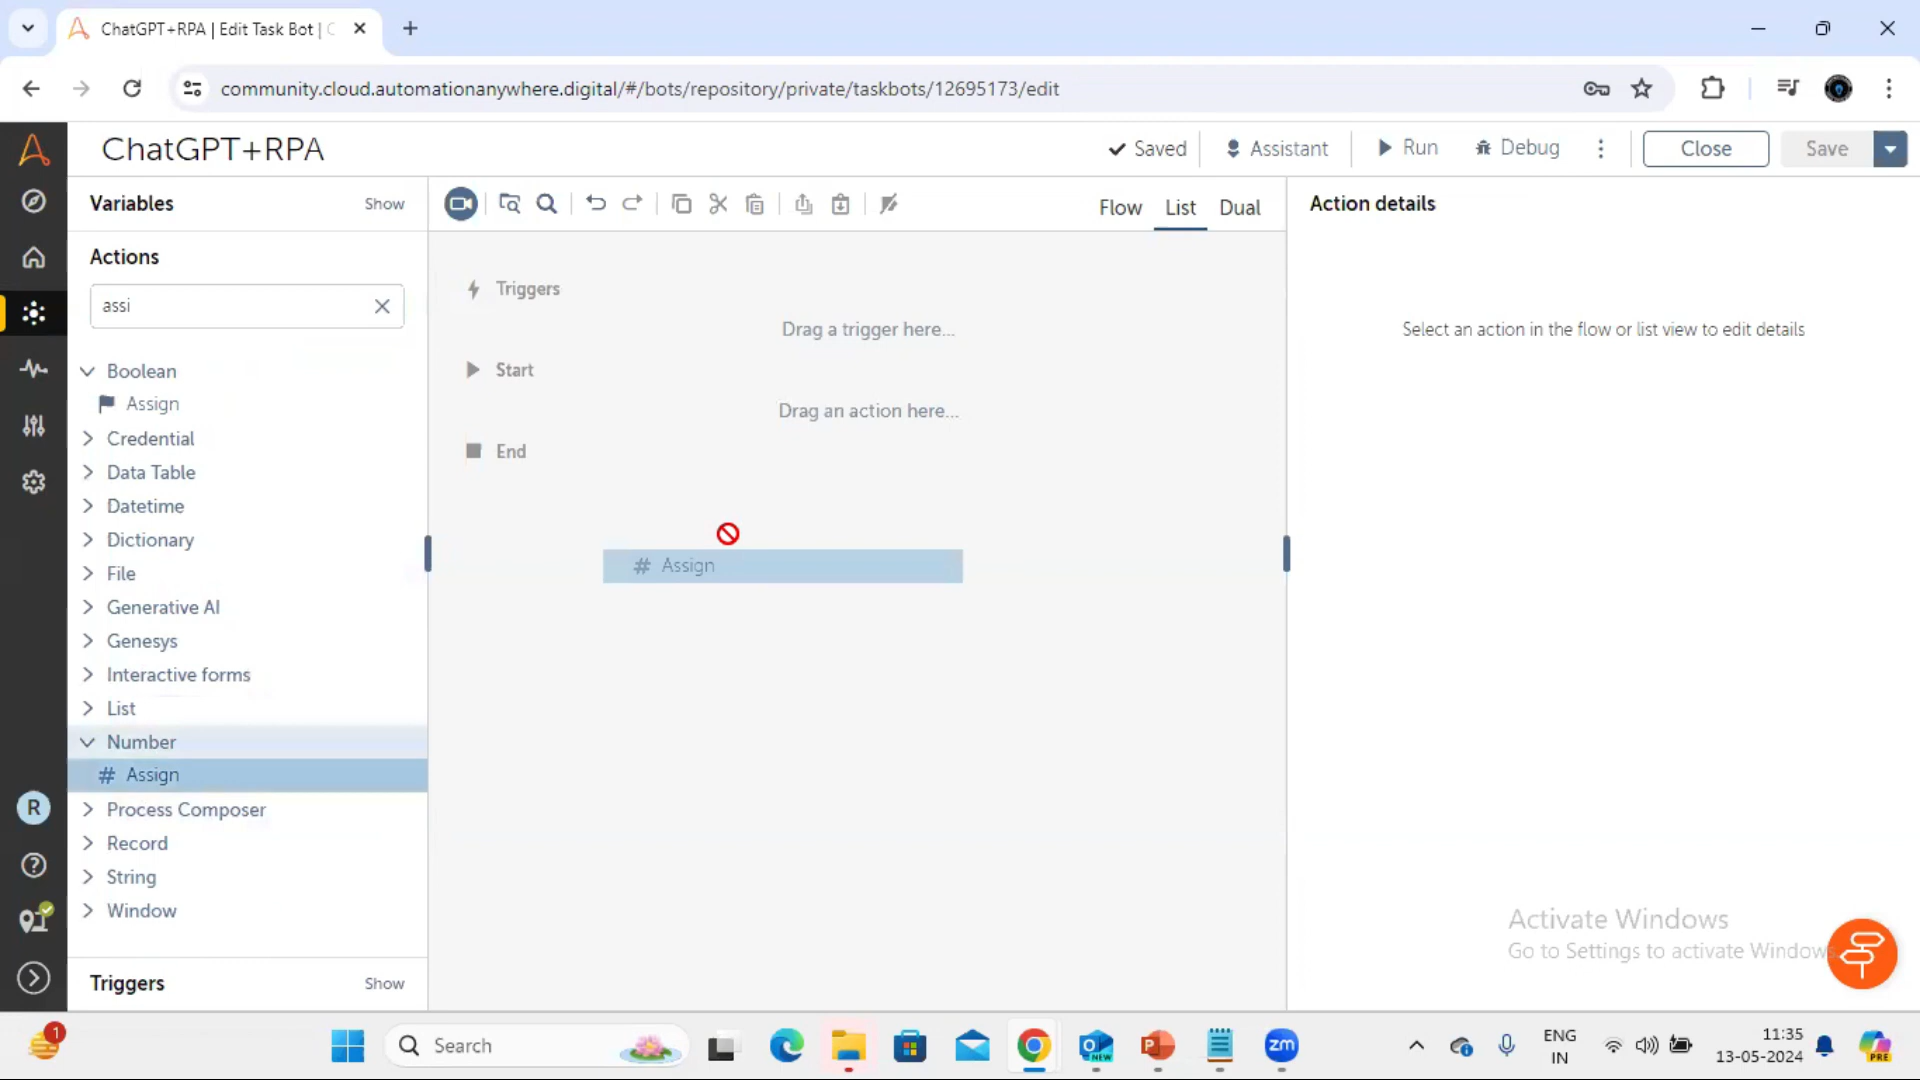 ChatGPT+RPA | Edit Task Bot |
community.cloud.automationanywhere.digital/#/bots/repository/private/taskbots/12695173/edit
ChatGPT+RPA
Saved
Assistant
Run
Debug
Close
Save
Variables
Show
Flow
List
Dual
Action details
Actions
assi
Triggers
Drag a trigger here...
Select an action in the flow or list view to edit details
Start
Drag an action here...
End
Boolean
Assign
Credential
Data Table
Datetime
Dictionary
File
Generative AI
Genesys
Interactive forms
List
Number
# Assign
Process Composer
Record
String
Window
# Assign
Triggers
Show
R
Activate Windows
Go to Settings to activate Windows
1
Search
NEW
zm
ENG
IN
11:35
13-05-2024
PRE